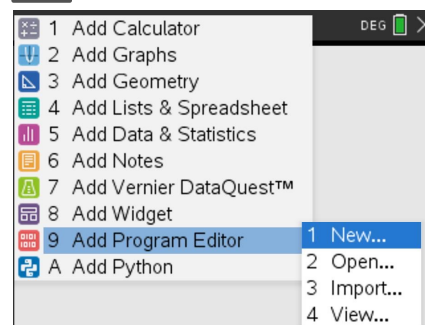 DEG
1 Add Calculator
2 Add Graphs
3 Add Geometry
4 Add Lists & Spreadsheet
5 Add Data & Statistics
6 Add Notes
7 Add Vernier DataQuest™
8 Add Widget
9 Add Program Editor
A Add Python
1 New...
2 Open...
3 Import...
4 View...